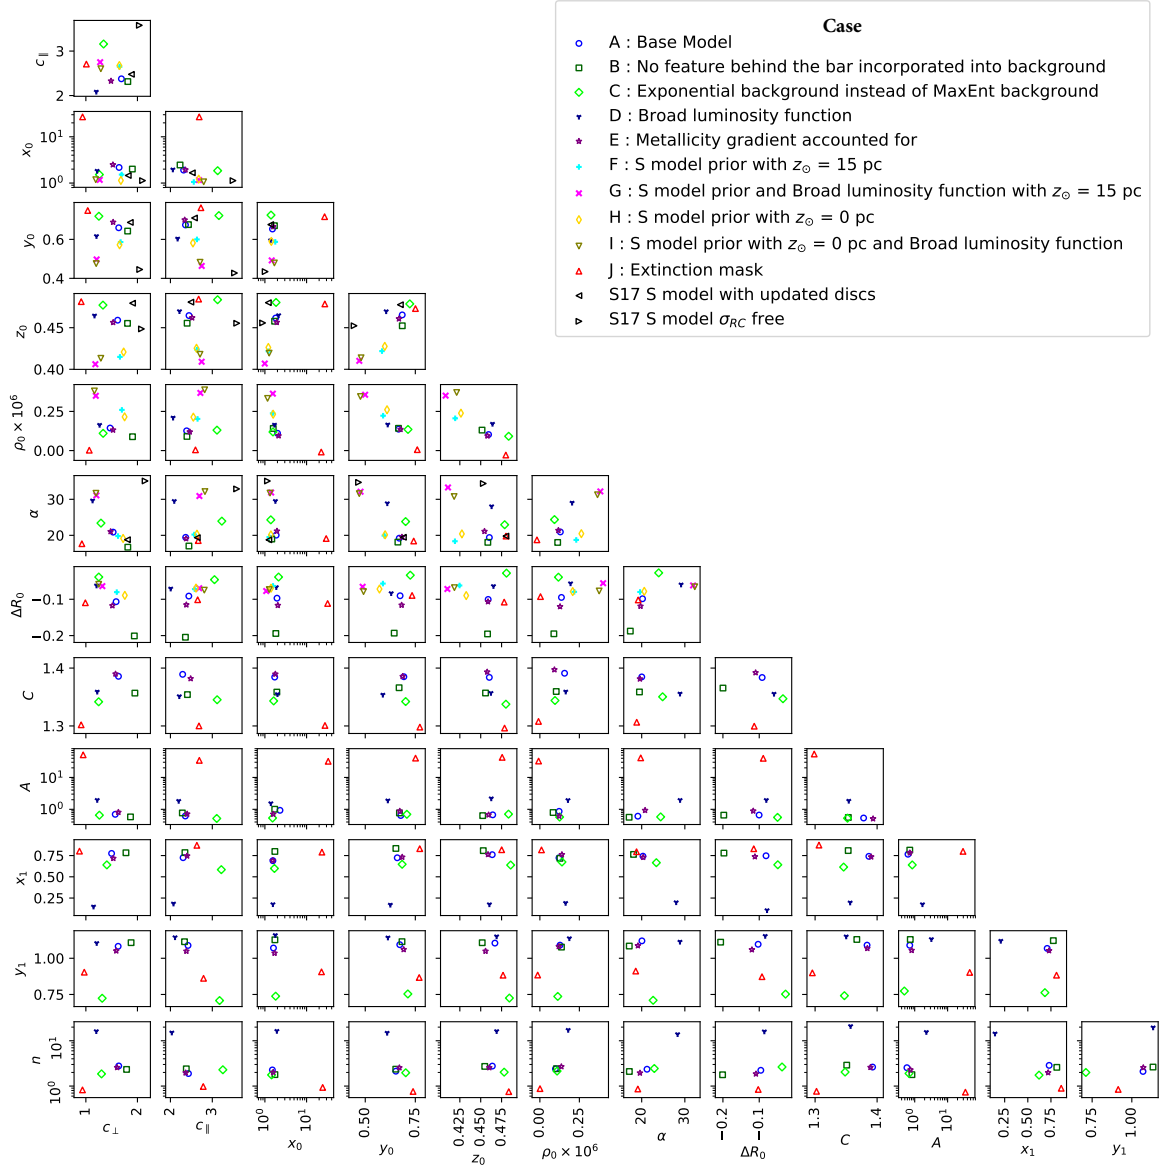 Case
A : Base Model
B : No feature behind the bar incorporated into background
C : Exponential background instead of MaxEnt background
D : Broad luminosity function
E : Metallicity gradient accounted for
F : S model prior with z⊙ = 15 pc
G : S model prior and Broad luminosity function with z⊙ = 15 pc
H : S model prior with z⊙ = 0 pc
I : S model prior with z⊙ = 0 pc and Broad luminosity function
J : Extinction mask
S17 S model with updated discs
S17 S model σRC free
c∥
3
2
x₀
10¹
10⁰
y₀
0.6
0.4
z₀
0.45
0.40
ρ₀ × 10⁶
0.25
0.00
α
30
20
ΔR₀
−0.1
−0.2
C
1.4
1.3
A
10¹
10⁰
x₁
0.75
0.50
0.25
y₁
1.00
0.75
n
10¹
10⁰
1 2
2 3
10⁰ 10¹
0.50 0.75
0.425 0.450 0.475
0.00 0.25
20 30
−0.2 −0.1
1.3 1.4
10⁰ 10¹
0.25 0.50 0.75
0.75 1.00
c⊥
c∥
x₀
y₀
z₀
ρ₀ × 10⁶
α
ΔR₀
C
A
x₁
y₁